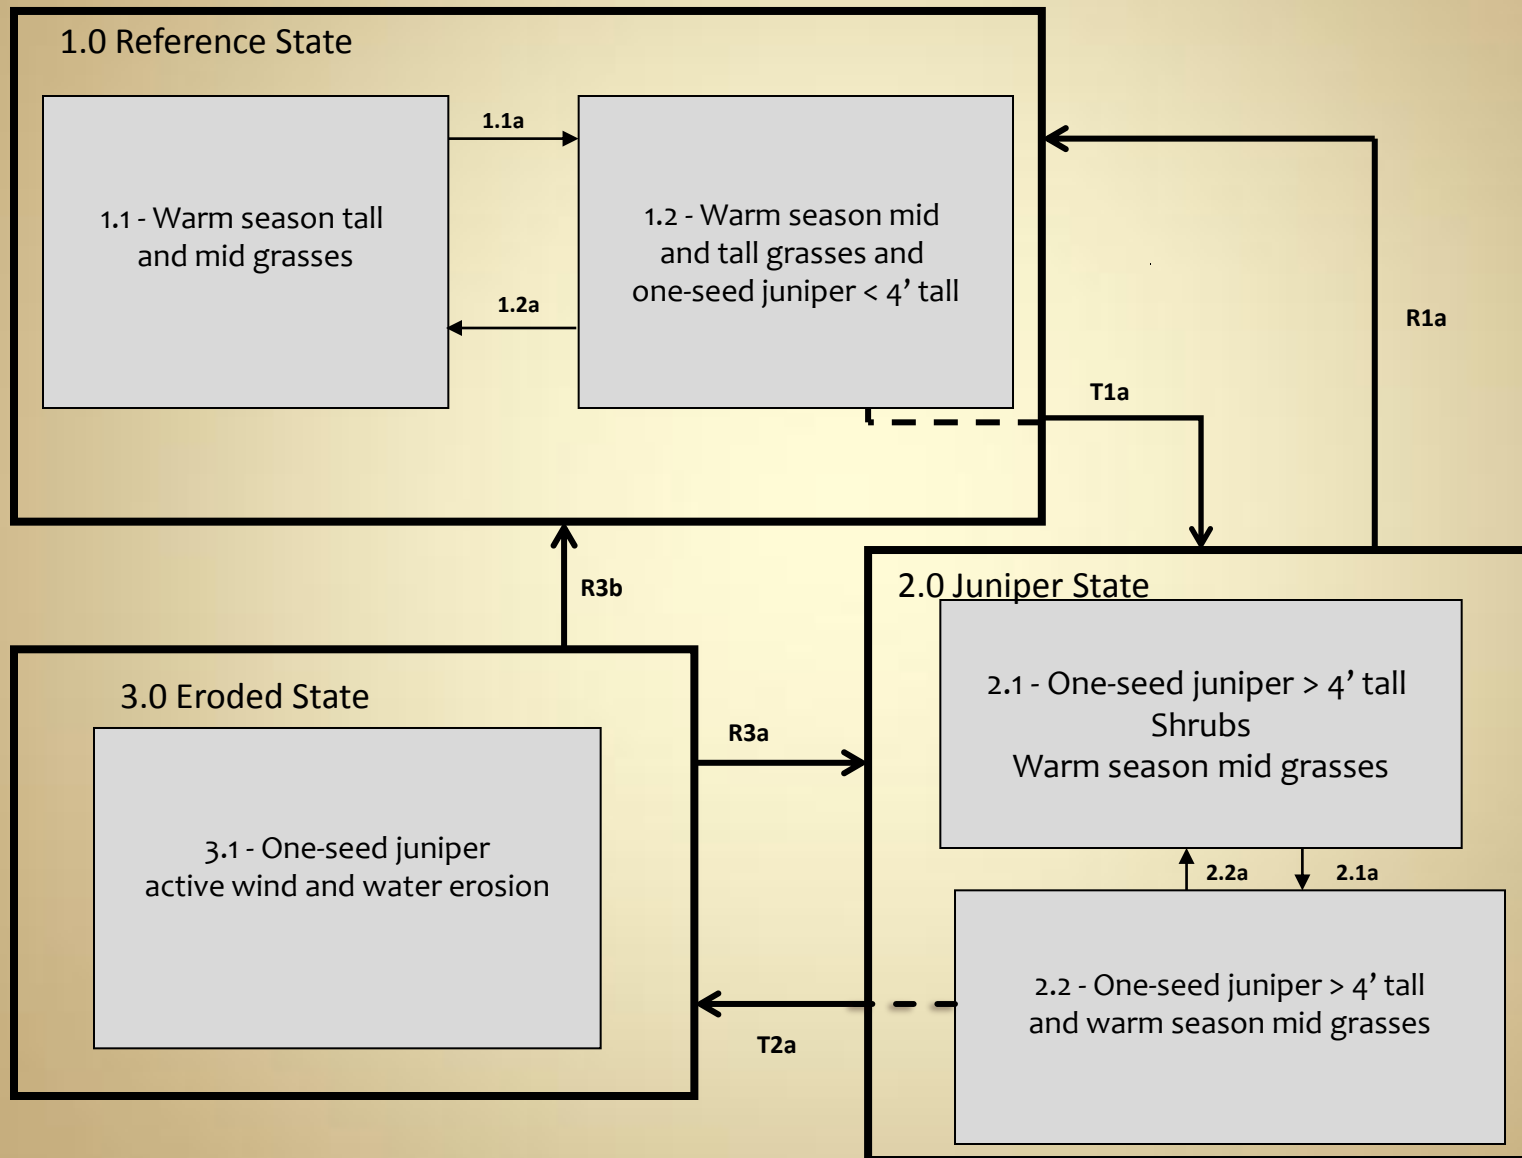 1.0 Reference State
1.1a
1.1 - Warm season tall
and mid grasses
1.2 - Warm season mid
and tall grasses and
one-seed juniper < 4’ tall
1.2a
R1a
T1a
R3b
2.0 Juniper State
2.1 - One-seed juniper > 4’ tall
Shrubs
Warm season mid grasses
3.0 Eroded State
R3a
3.1 - One-seed juniper
active wind and water erosion
2.2a
2.1a
2.2 - One-seed juniper > 4’ tall
and warm season mid grasses
T2a